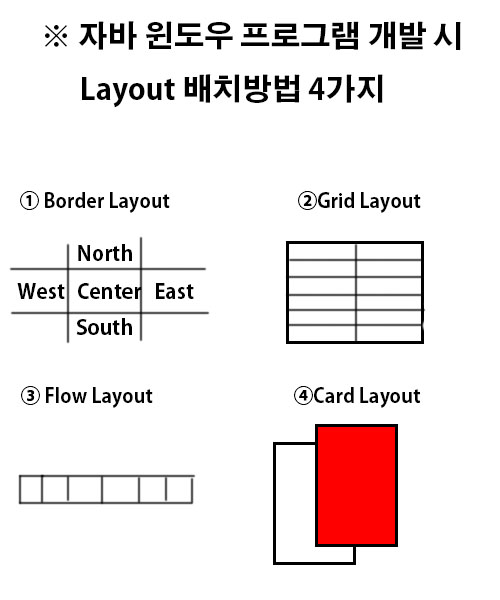 ※ 자바 윈도우 프로그램 개발 시
Layout 배치방법 4가지
① Border Layout
②Grid Layout
North
West Center East
South
③ Flow Layout
④Card Layout